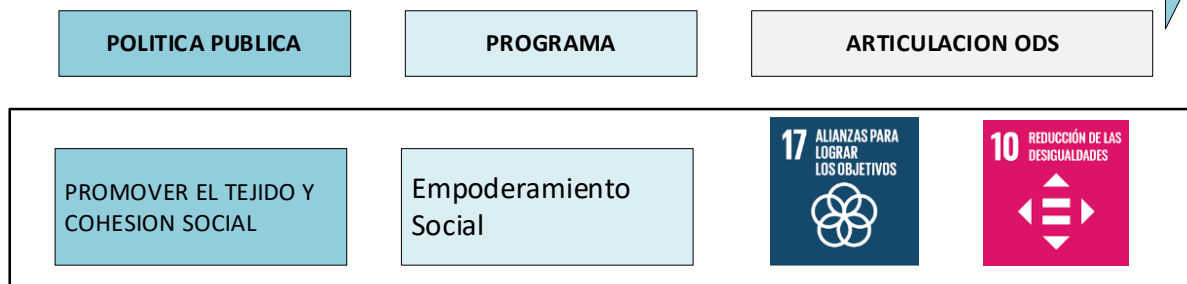 POLITICA PUBLICA
PROGRAMA
ARTICULACION ODS
PROMOVER EL TEJIDO Y
COHESION SOCIAL
Empoderamiento
Social
17 ALIANZAS PARA
LOGRAR
LOS OBJETIVOS
10 REDUCCIÓN DE LAS
DESIGUALDADES